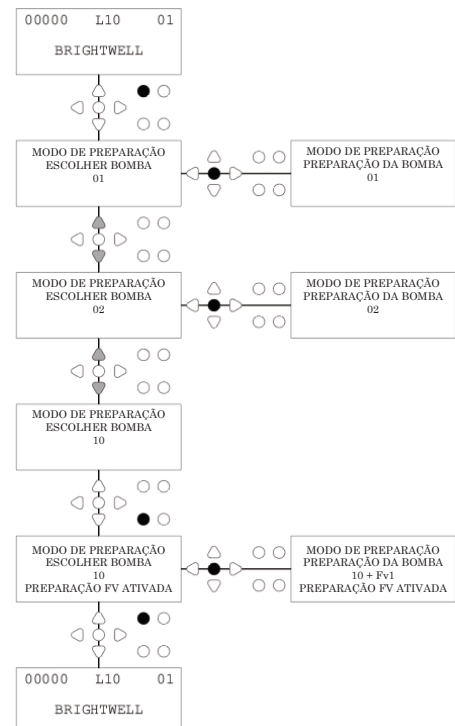 00000 L10 01
BRIGHTWELL
MODO DE PREPARAÇÃO
ESCOLHER BOMBA
01
MODO DE PREPARAÇÃO
PREPARAÇÃO DA BOMBA
01
MODO DE PREPARAÇÃO
ESCOLHER BOMBA
02
MODO DE PREPARAÇÃO
PREPARAÇÃO DA BOMBA
02
MODO DE PREPARAÇÃO
ESCOLHER BOMBA
10
MODO DE PREPARAÇÃO
ESCOLHER BOMBA
10
PREPARAÇÃO FV ATIVADA
MODO DE PREPARAÇÃO
PREPARAÇÃO DA BOMBA
10 + Fv1
PREPARAÇÃO FV ATIVADA
00000 L10 01
BRIGHTWELL